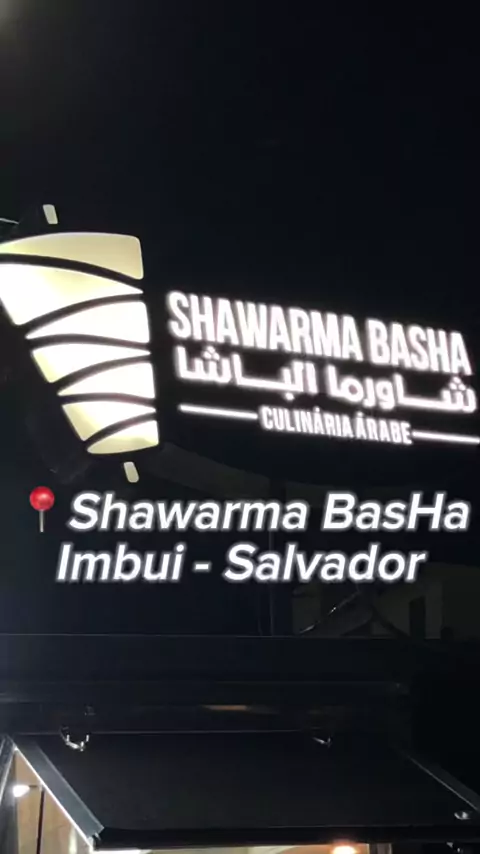 SHAWARMA BASHA
شاورما الباشا
CULINÁRIA ÁRABE
📍 Shawarma BasHa
Imbui - Salvador